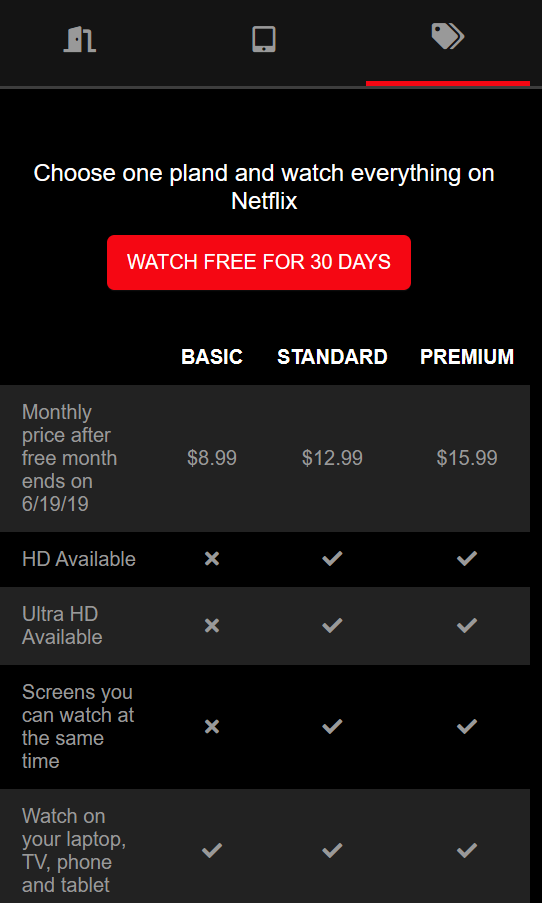 Choose one pland and watch everything on
Netflix
WATCH FREE FOR 30 DAYS
BASIC STANDARD PREMIUM
Monthly
price after
free month
ends on
6/19/19
$8.99 $12.99 $15.99
HD Available
Ultra HD
Available
Screens you
can watch at
the same
time
Watch on
your laptop,
TV, phone
and tablet